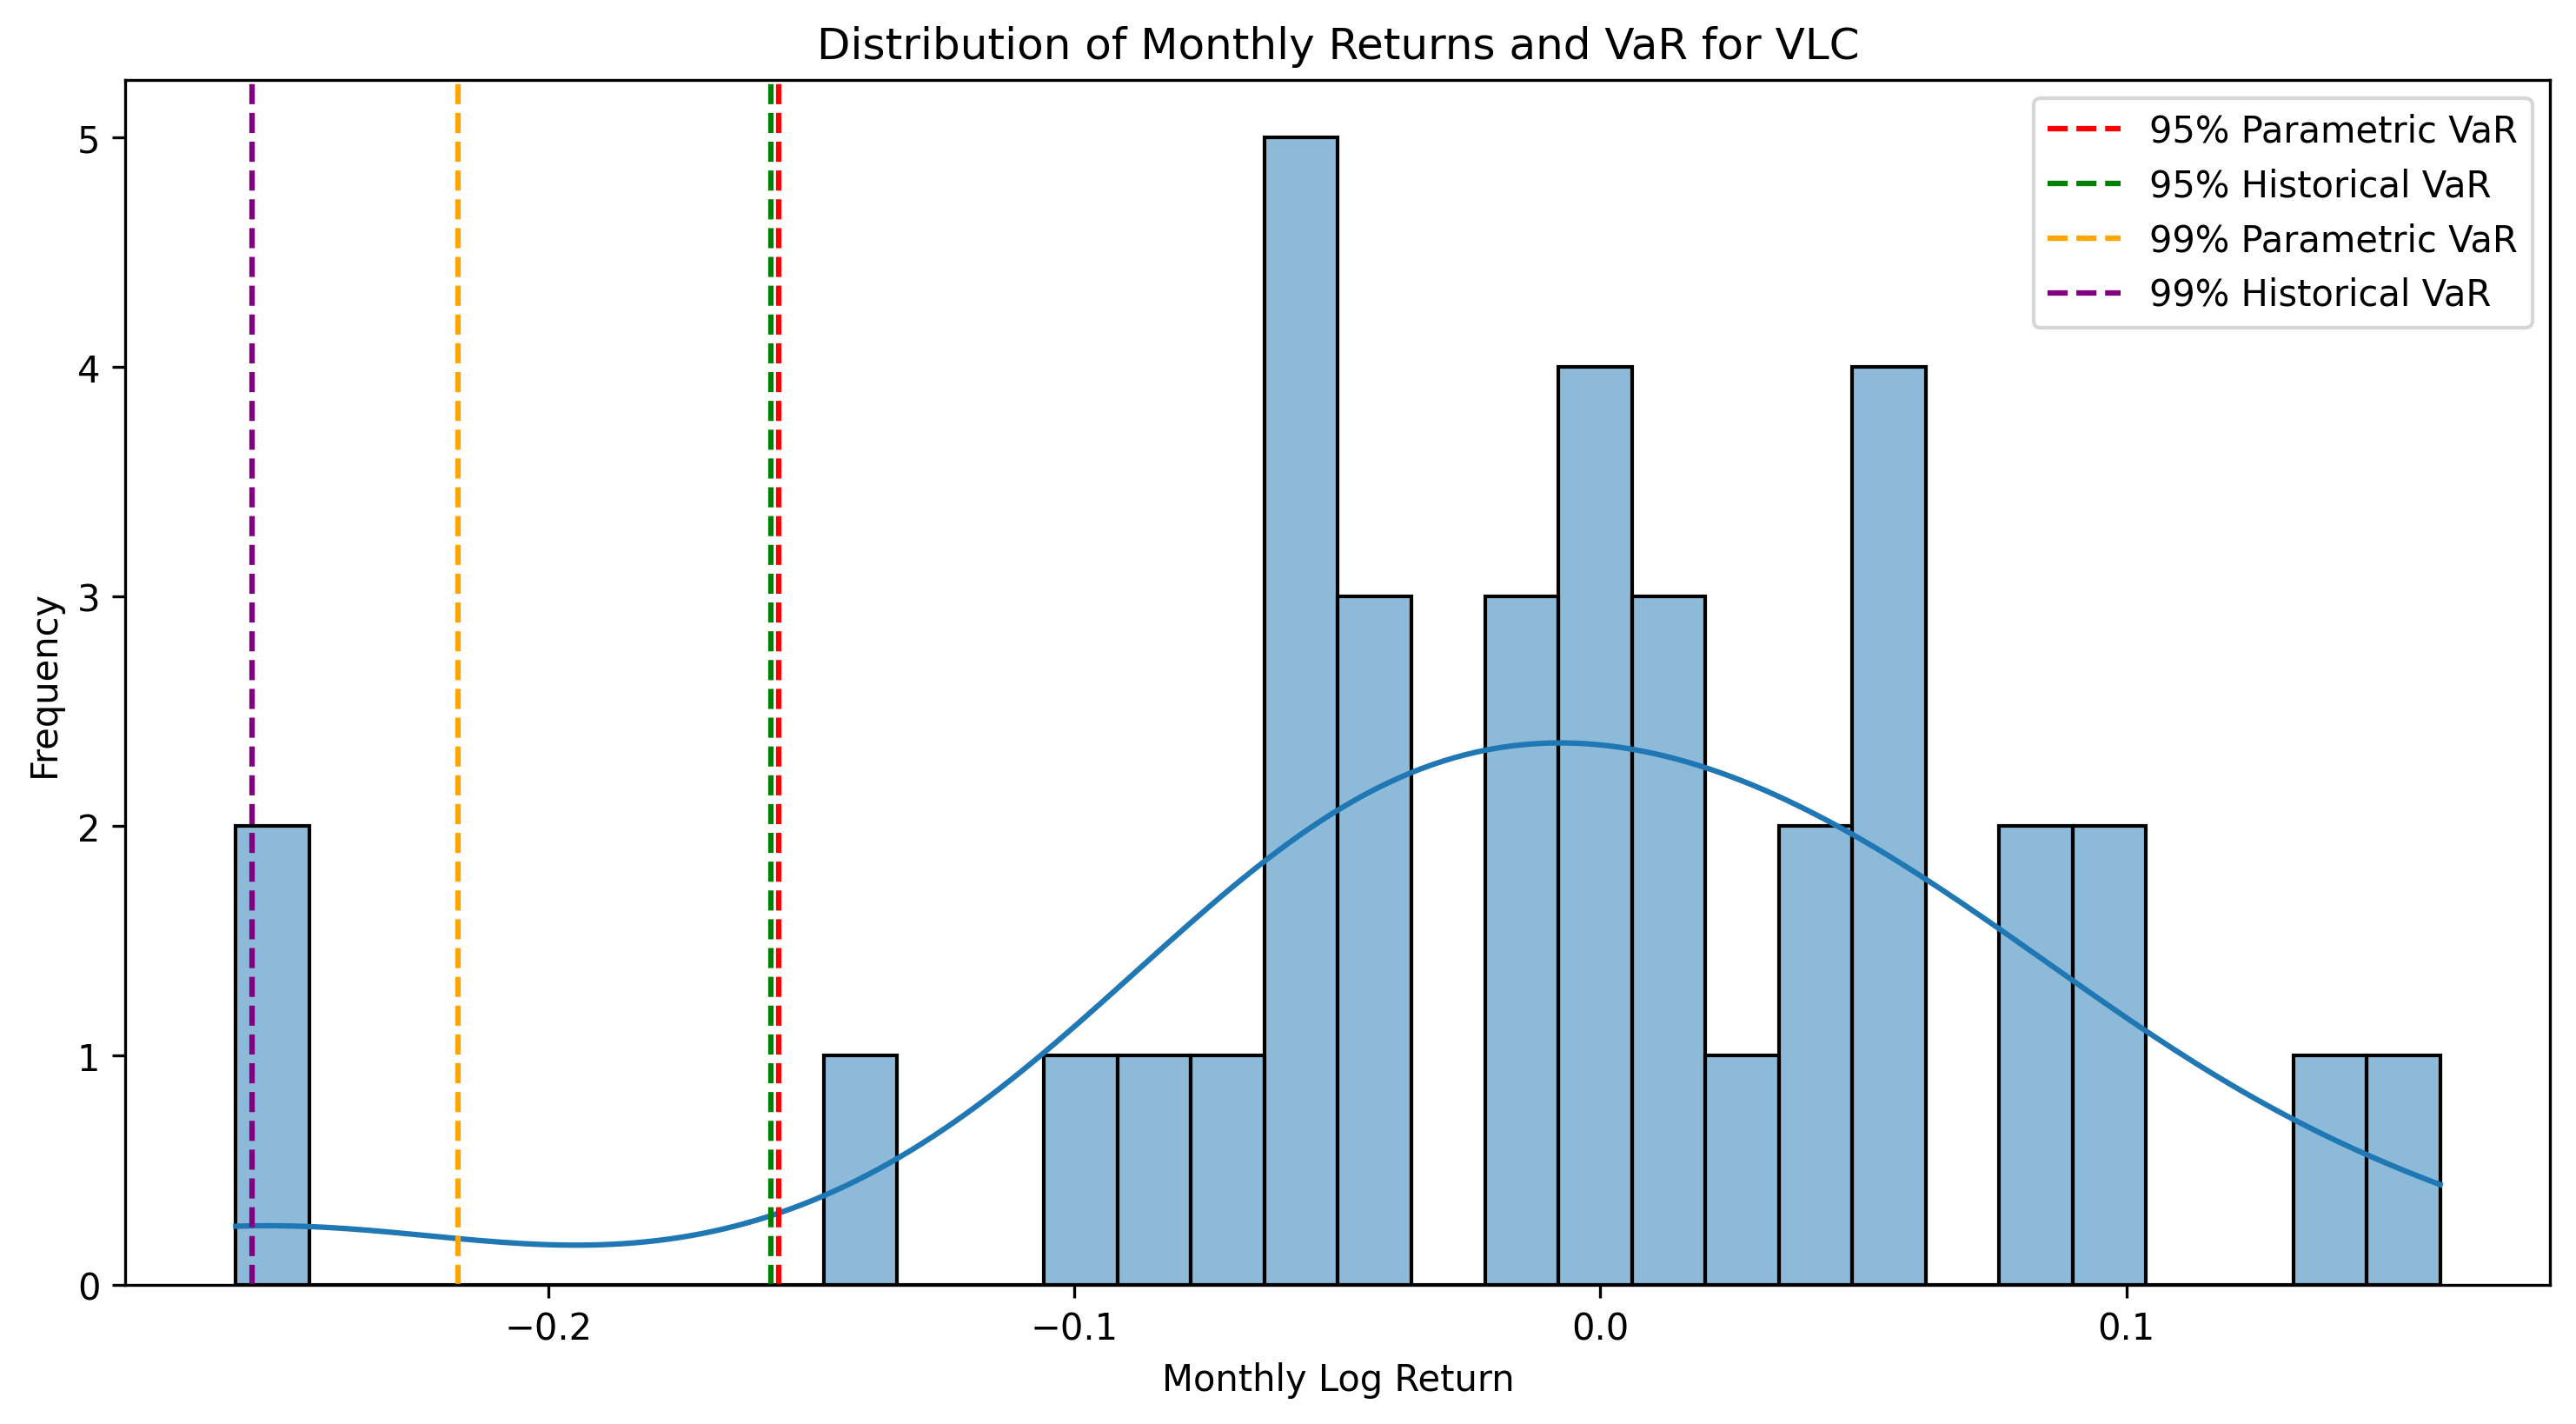 Distribution of Monthly Returns and VaR for VLC
95% Parametric VaR
95% Historical VaR
99% Parametric VaR
99% Historical VaR
Frequency
5
4
3
2
1
0
−0.2
−0.1
0.0
0.1
Monthly Log Return